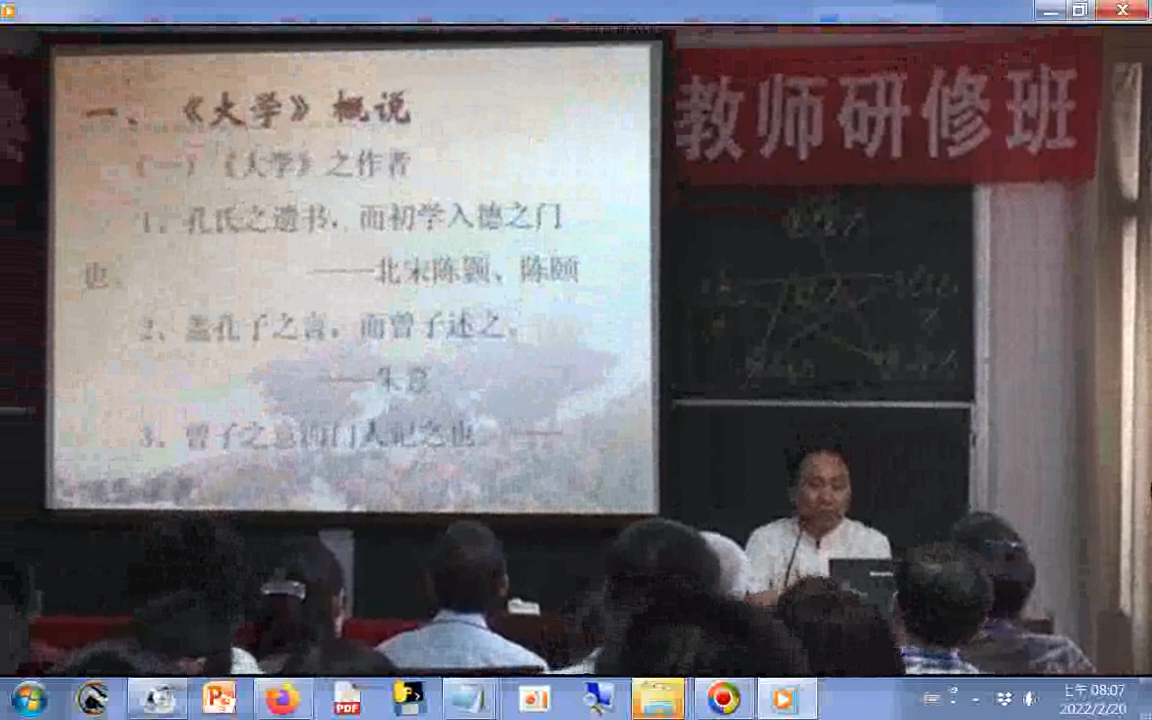 一、《大学》概说
（一）《大学》之作者
1、孔氏之遗书，而初学入德之门
也。 ——北宋陈颢、陈颐
2、盖孔子之言，而曾子述之。
——朱熹
3、曾子之意而门人记之也 ——
教师研修班
上午 08:07
2022/2/20